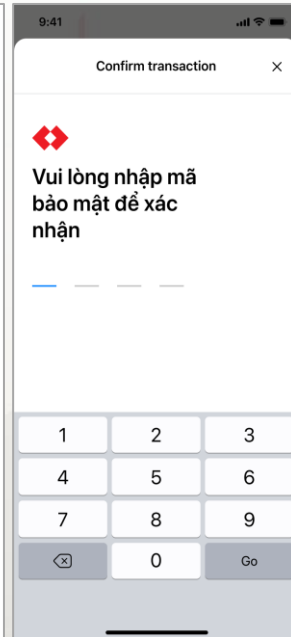 9:41
Confirm transaction ×
Vui lòng nhập mã
bảo mật để xác
nhận
1 2 3
4 5 6
7 8 9
0 Go